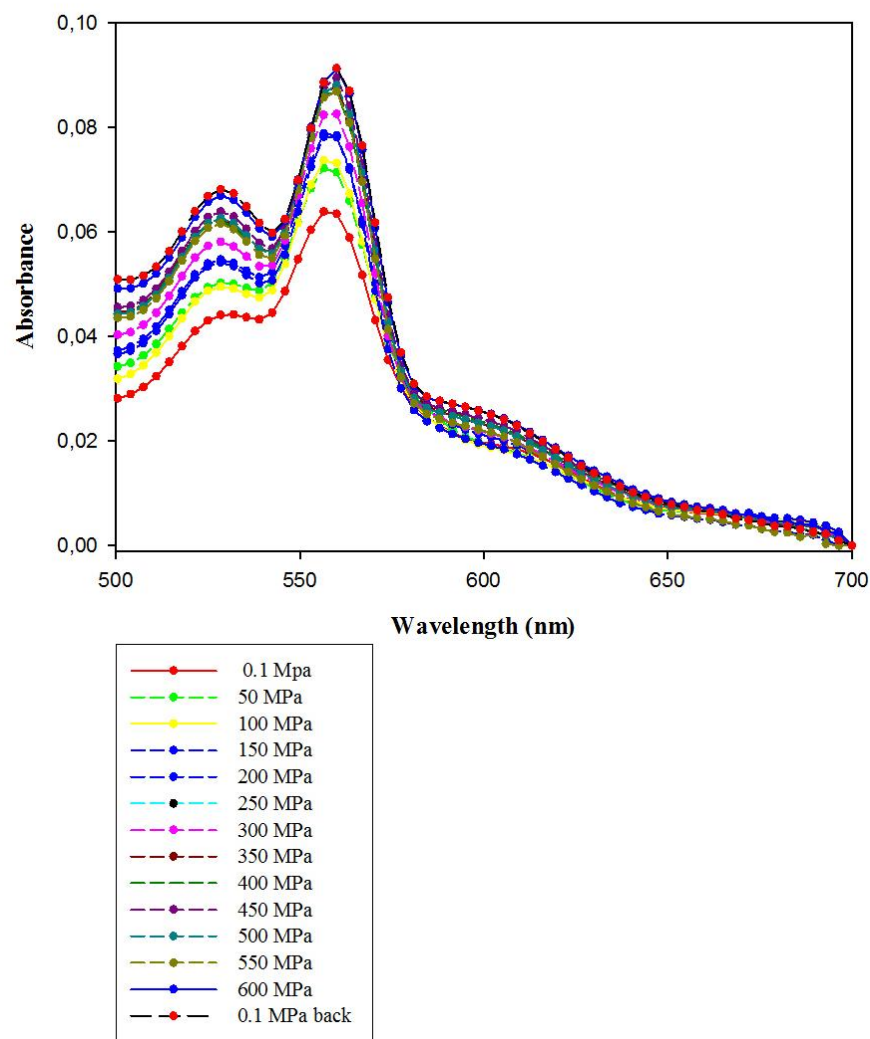 0,10
0,08
0,06
0,04
0,02
0,00
Absorbance
500 550 600 650 700
Wavelength (nm)
0.1 Mpa
50 MPa
100 MPa
150 MPa
200 MPa
250 MPa
300 MPa
350 MPa
400 MPa
450 MPa
500 MPa
550 MPa
600 MPa
0.1 MPa back